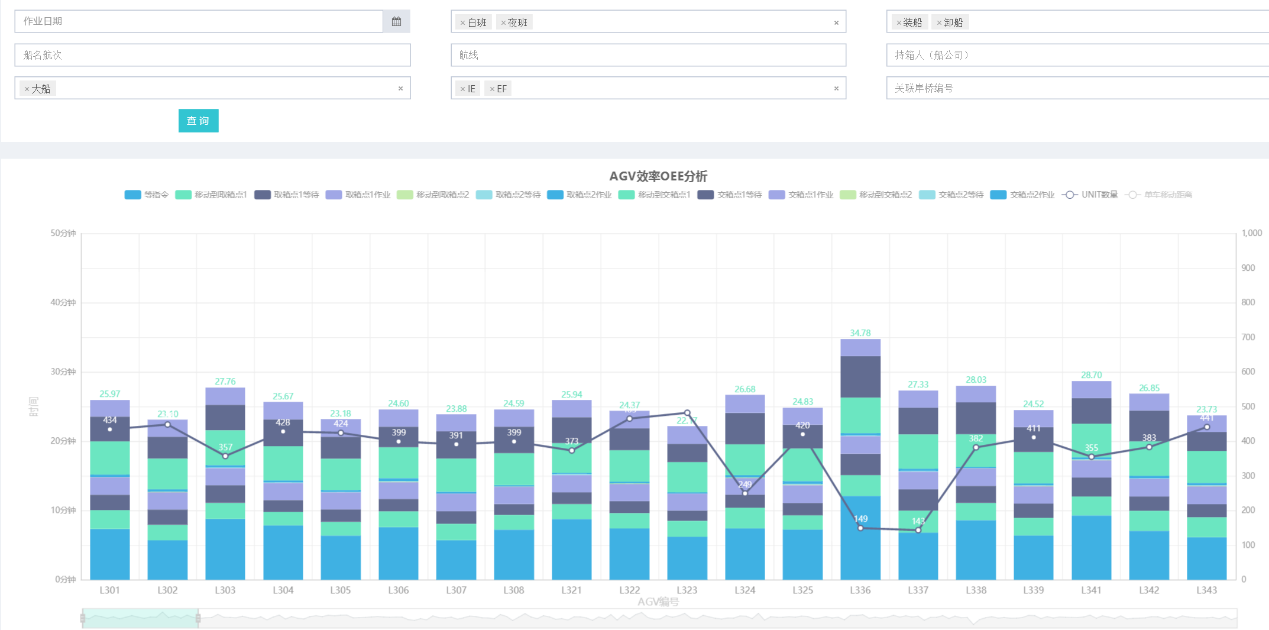 作业日期 ×白班 ×夜班 × ×装船 ×卸船
船名航次 航线 持箱人（船公司）
×大船 × ×IE ×EF × 关联岸桥编号
查 询
AGV效率OEE分析
等指令 移动到取箱点1 取箱点1等待 取箱点1作业 移动到取箱点2 取箱点2等待 取箱点2作业 移动到交箱点1 交箱点1等待 交箱点1作业 移动到交箱点2 交箱点2等待 交箱点2作业 UNIT数量 单车移动距离
50分钟 1,000
900
40分钟 800
700
34.78
30分钟 600
25.97 27.76 25.67 23.18 24.60 23.88 24.59 25.94 24.37 26.68 24.83 27.33 28.03 24.52 28.70 26.85 23.73
500
434 357 428 424 399 391 399 373 249 420 149 382 411 355 383 441
时间
20分钟 400
300
10分钟 200
100
0分钟 0
L301 L302 L303 L304 L305 L306 L307 L308 L321 L322 L323 L324 L325 L336 L337 L338 L339 L341 L342 L343
AGV编号